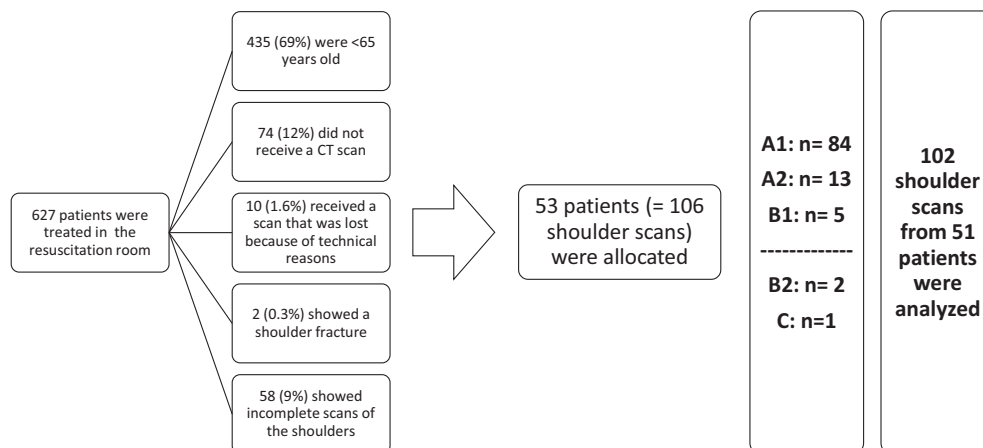 627 patients were
treated in the
resuscitation room
435 (69%) were <65
years old
74 (12%) did not
receive a CT scan
10 (1.6%) received a
scan that was lost
because of technical
reasons
2 (0.3%) showed a
shoulder fracture
58 (9%) showed
incomplete scans of
the shoulders
53 patients (= 106
shoulder scans)
were allocated
A1: n= 84
A2: n= 13
B1: n= 5
-------------
B2: n= 2
C: n=1
102
shoulder
scans
from 51
patients
were
analyzed